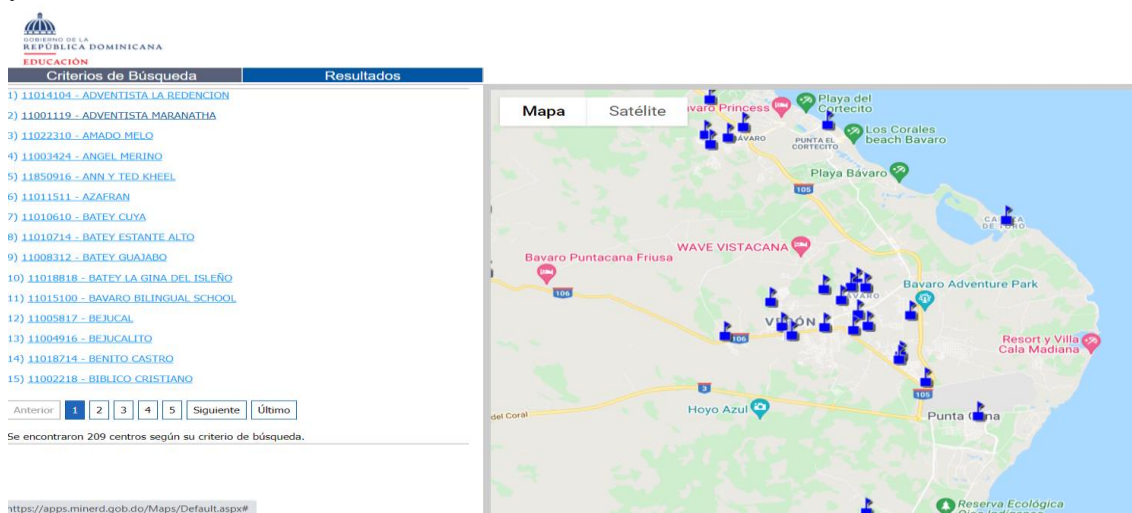 GOBIERNO DE LA
REPÚBLICA DOMINICANA
EDUCACIÓN
Criterios de Búsqueda
Resultados
1) 11014104 - ADVENTISTA LA REDENCION
2) 11001119 - ADVENTISTA MARANATHA
3) 11022310 - AMADO MELO
4) 11003424 - ANGEL MERINO
5) 11850916 - ANN Y TED KHEEL
6) 11011511 - AZAFRAN
7) 11010610 - BATEY CUYA
8) 11010714 - BATEY ESTANTE ALTO
9) 11008312 - BATEY GUAJABO
10) 11018818 - BATEY LA GINA DEL ISLEÑO
11) 11015100 - BAVARO BILINGUAL SCHOOL
12) 11005817 - BEJUCAL
13) 11004916 - BEJUCALITO
14) 11018714 - BENITO CASTRO
15) 11002218 - BIBLICO CRISTIANO
Anterior 1 2 3 4 5 Siguiente Último
Se encontraron 209 centros según su criterio de búsqueda.
https://apps.minerd.gob.do/Maps/Default.aspx#
Mapa Satélite
Princess
Playa del
Cortecito
Los Corales
beach Bavaro
PUNTA EL
CORTECITO
Playa Bávaro
105
WAVE VISTACANA
Bavaro Puntacana Friusa
106
Bavaro Adventure Park
106
Resort y Villa
Cala Madiana
3
105
Hoyo Azul
del Coral
Punta
Reserva Ecológica